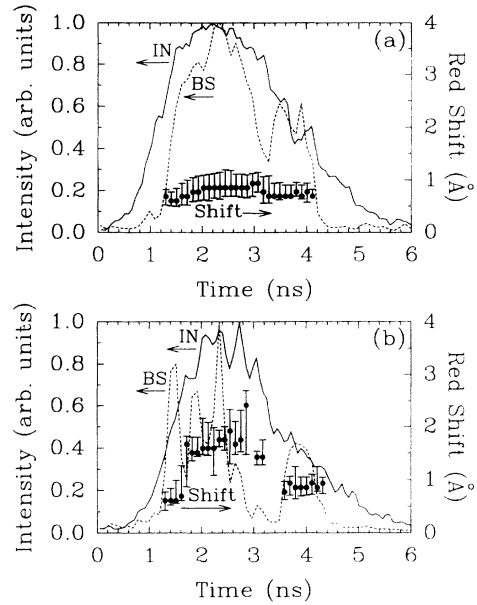 (a)
Intensity (arb. units)
Red Shift (Å)
1.0
0.8
0.6
0.4
0.2
0.0
4
3
2
1
0
IN
BS
Shift
0 1 2 3 4 5 6
Time (ns)
(b)
Intensity (arb. units)
Red Shift (Å)
1.0
0.8
0.6
0.4
0.2
0.0
4
3
2
1
0
IN
BS
Shift
0 1 2 3 4 5 6
Time (ns)